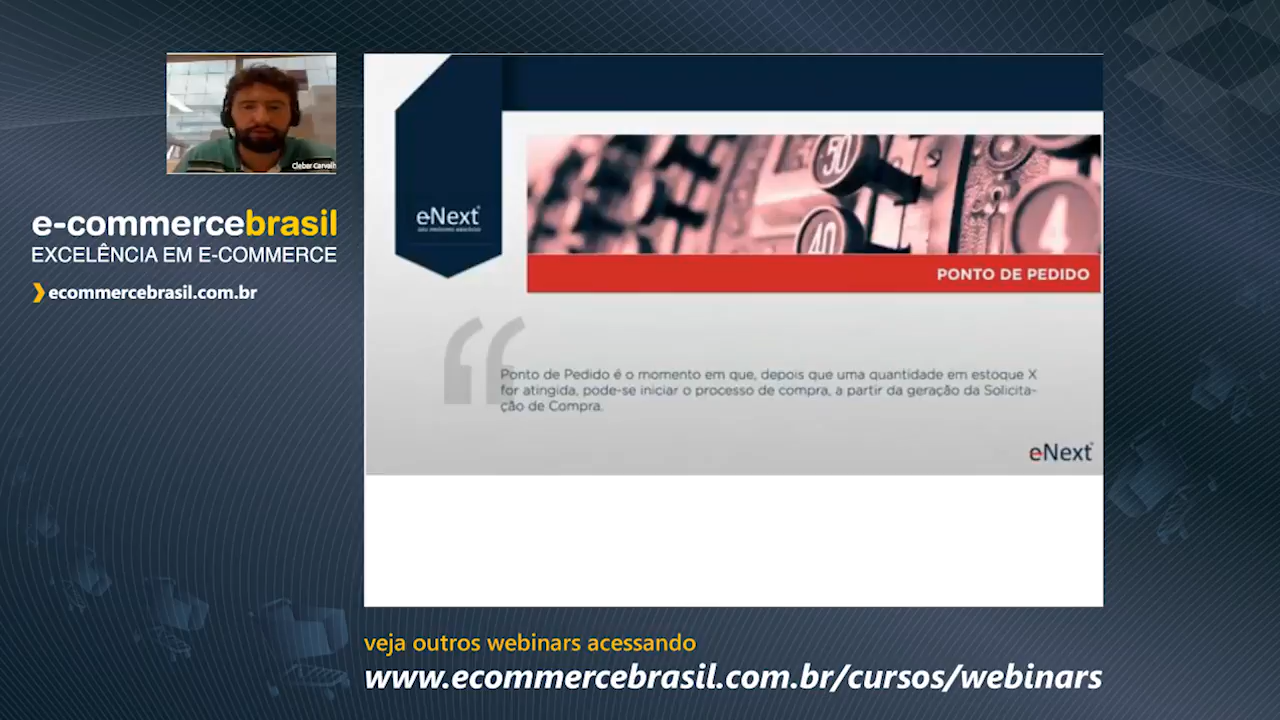 Cleber Carvalh
e-commercebrasil
EXCELÊNCIA EM E-COMMERCE
ecommercebrasil.com.br
eNext
50
40
4
PONTO DE PEDIDO
Ponto de Pedido é o momento em que, depois que uma quantidade em estoque X
for atingida, pode-se iniciar o processo de compra, a partir da geração da Solicita-
ção de Compra.
eNext
veja outros webinars acessando
www.ecommercebrasil.com.br/cursos/webinars